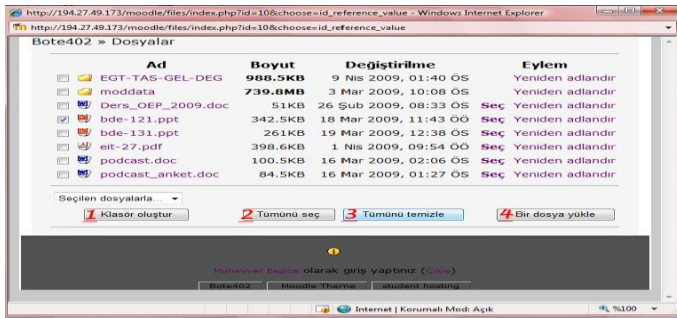 http://194.27.49.173/moodle/files/index.php?id=10&choose=id_reference_value - Windows Internet Explorer
http://194.27.49.173/moodle/files/index.php?id=10&choose=id_reference_value
Bote402 » Dosyalar
Ad Boyut Değiştirilme Eylem
EGT-TAS-GEL-DEG 988.5KB 9 Nis 2009, 01:40 ÖS Yeniden adlandır
moddata 739.8MB 3 Mar 2009, 10:08 ÖS Yeniden adlandır
Ders_OEP_2009.doc 51KB 26 Şub 2009, 08:33 ÖS Seç Yeniden adlandır
bde-121.ppt 342.5KB 18 Mar 2009, 11:43 ÖÖ Seç Yeniden adlandır
bde-131.ppt 261KB 19 Mar 2009, 12:38 ÖS Seç Yeniden adlandır
eit-27.pdf 398.6KB 1 Nis 2009, 09:54 ÖÖ Seç Yeniden adlandır
podcast.doc 100.5KB 16 Mar 2009, 02:06 ÖS Seç Yeniden adlandır
podcast_anket.doc 84.5KB 16 Mar 2009, 01:27 ÖS Seç Yeniden adlandır
Seçilen dosyalarla...
1 Klasör oluştur 2 Tümünü seç 3 Tümünü temizle 4 Bir dosya yükle
olarak giriş yaptınız (Çıkış)
Bote402 Moodle Theme student hosting
Internet | Korumalı Mod: Açık %100